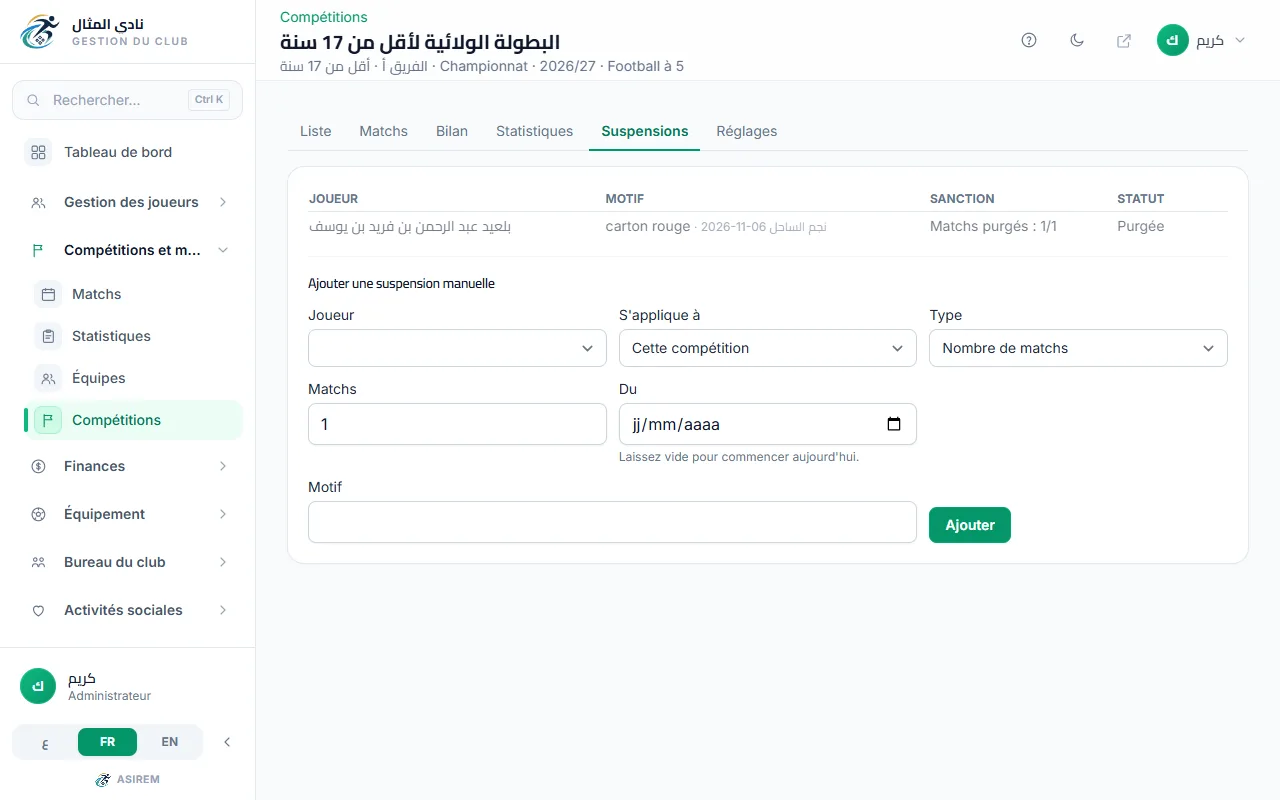 نادي المثال
GESTION DU CLUB
Rechercher... Ctrl K
Tableau de bord
Gestion des joueurs
Compétitions et m...
Matchs
Statistiques
Équipes
Compétitions
Finances
Équipement
Bureau du club
Activités sociales
كريم
Administrateur
ع FR EN
ASIREM
Compétitions
البطولة الولائية لأقل من 17 سنة
الفريق أ · أقل من 17 سنة · Championnat · 2026/27 · Football à 5
ك كريم
Liste Matchs Bilan Statistiques Suspensions Réglages
JOUEUR MOTIF SANCTION STATUT
بلعيد عبد الرحمن بن فريد بن يوسف carton rouge · 2026-11-06 نجم الساحل Matchs purgés : 1/1 Purgée
Ajouter une suspension manuelle
Joueur S'applique à Type
Cette compétition Nombre de matchs
Matchs Du
1 jj/mm/aaaa
Laissez vide pour commencer aujourd'hui.
Motif
Ajouter